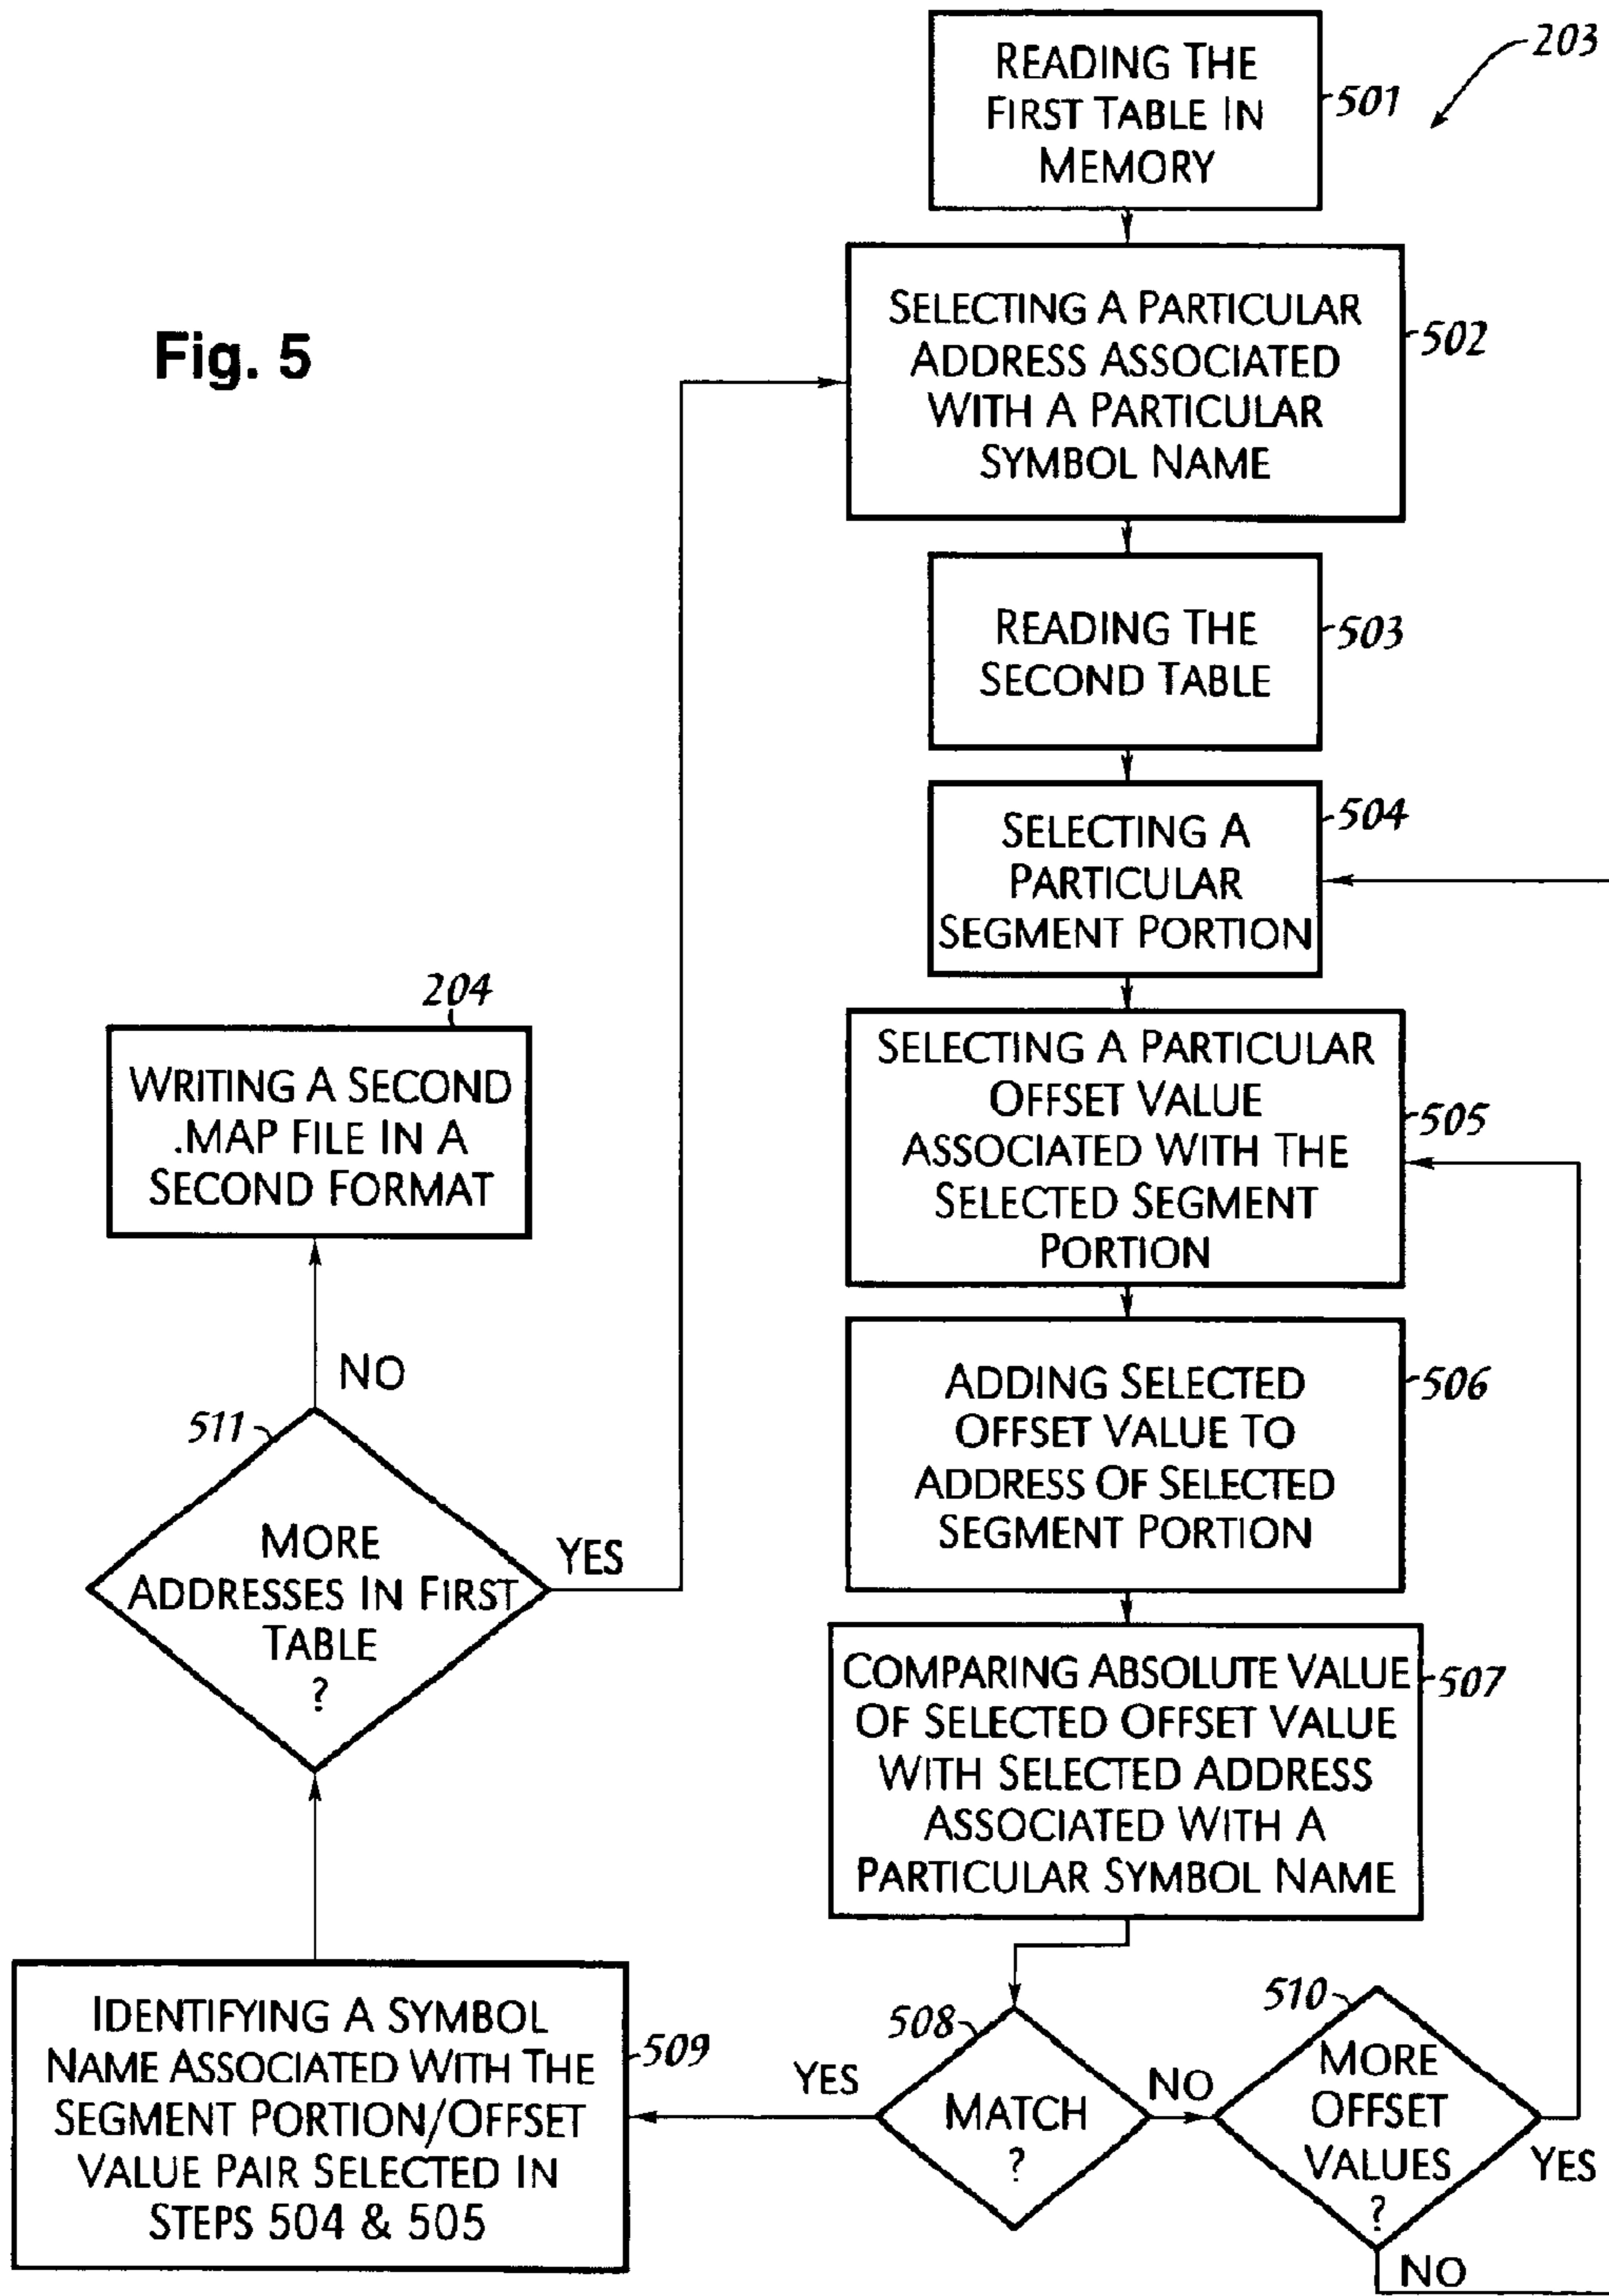 Fig. 5
203
READING THE
FIRST TABLE IN
MEMORY
501
SELECTING A PARTICULAR
ADDRESS ASSOCIATED
WITH A PARTICULAR
SYMBOL NAME
502
READING THE
SECOND TABLE
503
SELECTING A
PARTICULAR
SEGMENT PORTION
504
SELECTING A PARTICULAR
OFFSET VALUE
ASSOCIATED WITH THE
SELECTED SEGMENT
PORTION
505
ADDING SELECTED
OFFSET VALUE TO
ADDRESS OF SELECTED
SEGMENT PORTION
506
COMPARING ABSOLUTE VALUE
OF SELECTED OFFSET VALUE
WITH SELECTED ADDRESS
ASSOCIATED WITH A
PARTICULAR SYMBOL NAME
507
508
MATCH
?
YES
NO
510
MORE
OFFSET
VALUES
?
YES
NO
IDENTIFYING A SYMBOL
NAME ASSOCIATED WITH THE
SEGMENT PORTION/OFFSET
VALUE PAIR SELECTED IN
STEPS 504 & 505
509
511
MORE
ADDRESSES IN FIRST
TABLE
?
YES
NO
204
WRITING A SECOND
.MAP FILE IN A
SECOND FORMAT